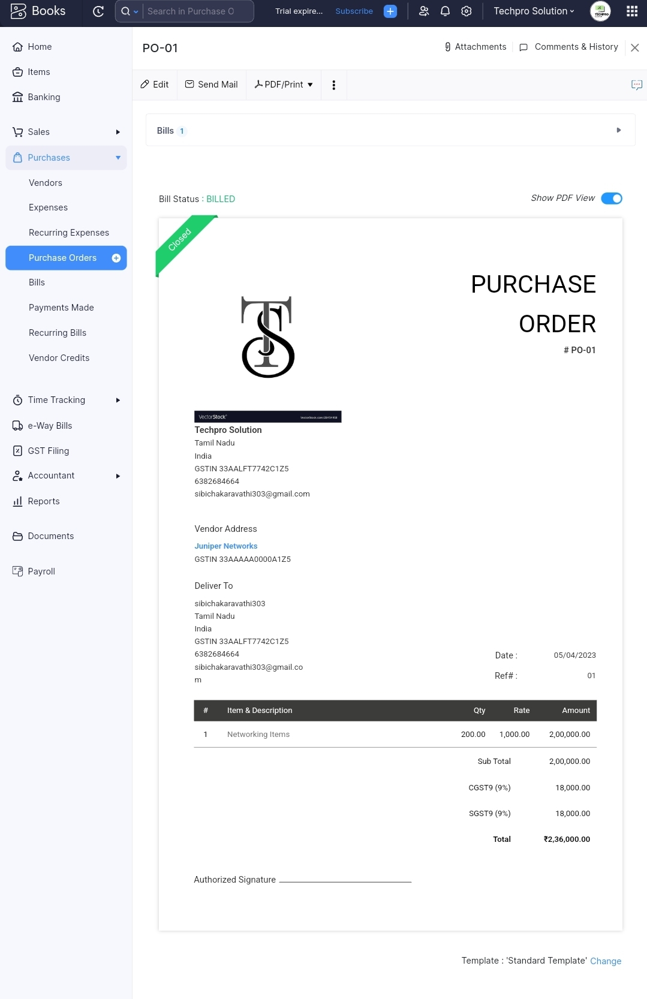 Books
Search in Purchase O
Trial expire...
Subscribe
Techpro Solution
Home
Items
Banking
Sales
Purchases
Vendors
Expenses
Recurring Expenses
Purchase Orders
Bills
Payments Made
Recurring Bills
Vendor Credits
Time Tracking
e-Way Bills
GST Filing
Accountant
Reports
Documents
Payroll
PO-01
Attachments
Comments & History
Edit
Send Mail
PDF/Print
Bills 1
Bill Status : BILLED
Show PDF View
Closed
PURCHASE
ORDER
# PO-01
TS
VectorStock®
VectorStock.com/28454418
Techpro Solution
Tamil Nadu
India
GSTIN 33AALFT7742C1Z5
6382684664
sibichakaravathi303@gmail.com
Vendor Address
Juniper Networks
GSTIN 33AAAAA0000A1Z5
Deliver To
sibichakaravathi303
Tamil Nadu
India
GSTIN 33AALFT7742C1Z5
6382684664
sibichakaravathi303@gmail.co
m
Date : 05/04/2023
Ref# : 01
# Item & Description Qty Rate Amount
1 Networking Items 200.00 1,000.00 2,00,000.00
Sub Total 2,00,000.00
CGST9 (9%) 18,000.00
SGST9 (9%) 18,000.00
Total ₹2,36,000.00
Authorized Signature
Template : 'Standard Template' Change